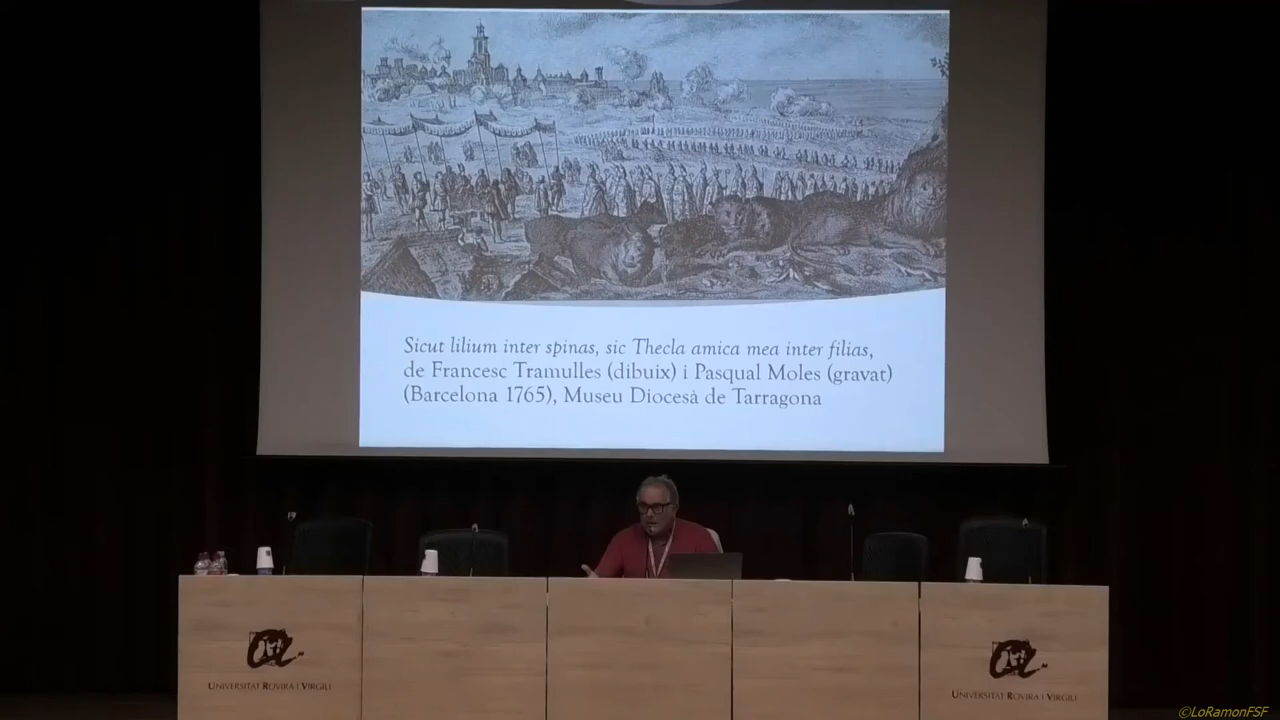 Sicut lilium inter spinas, sic Thecla amica mea inter filias,
de Francesc Tramulles (dibuix) i Pasqual Moles (gravat)
(Barcelona 1765), Museu Diocesà de Tarragona
UNIVERSITAT ROVIRA I VIRGILI
UNIVERSITAT ROVIRA I VIRGILI
©LoRamonFSF